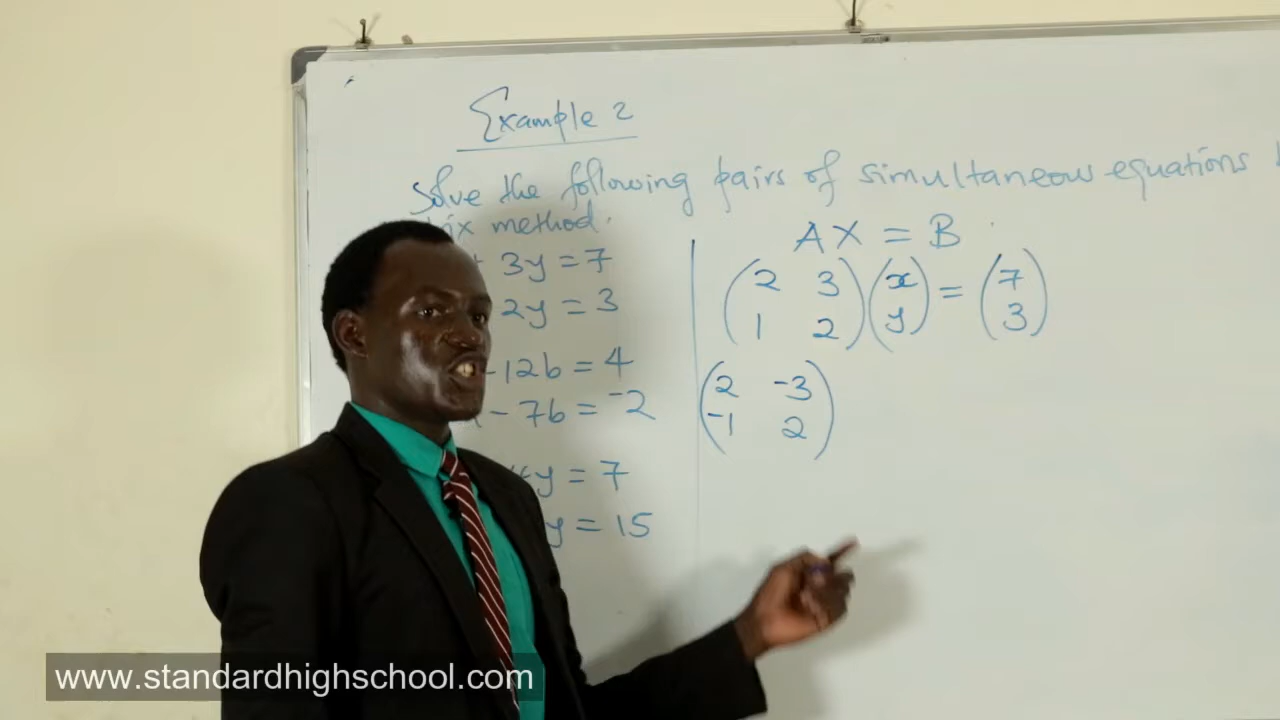 Example 2
Solve the following pairs of simultaneous equations
method.
3y = 7
2y = 3
-12b = 4
- 7b = -2
y = 7
y = 15
AX = B
(2 3) (x) = (7)
(1 2) (y) (3)
(2 -3)
(-1 2)
www.standardhighschool.com